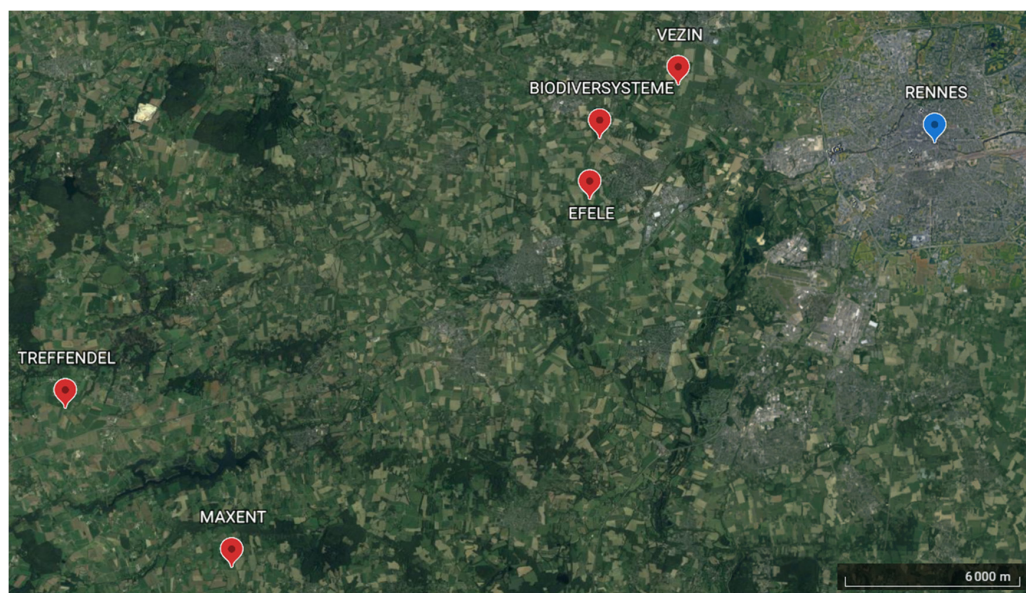 VEZIN
BIODIVERSYSTEME
RENNES
EFELE
TREFFENDEL
MAXENT
6 000 m